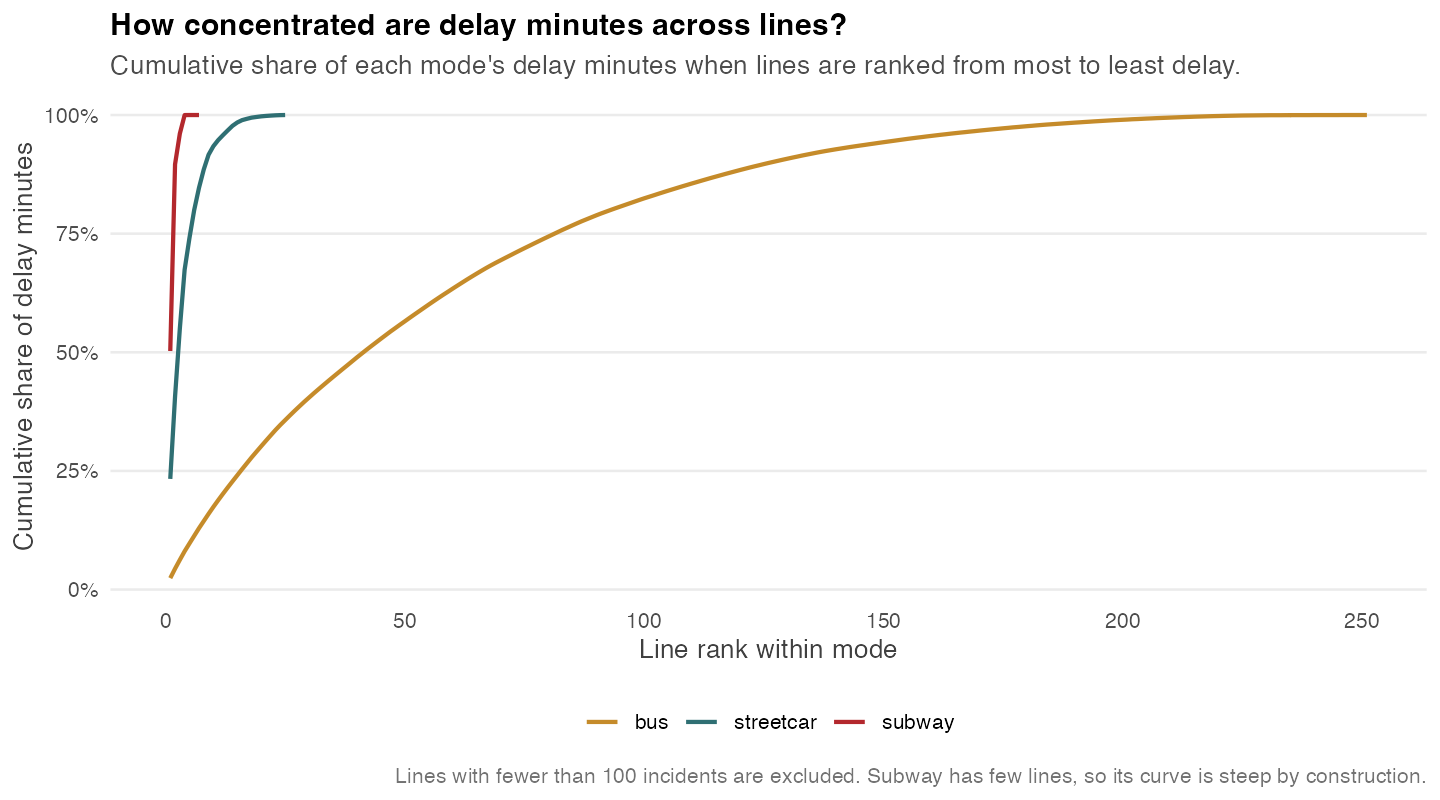 How concentrated are delay minutes across lines?
Cumulative share of each mode's delay minutes when lines are ranked from most to least delay.
Cumulative share of delay minutes
100%
75%
50%
25%
0%
0 50 100 150 200 250
Line rank within mode
bus streetcar subway
Lines with fewer than 100 incidents are excluded. Subway has few lines, so its curve is steep by construction.